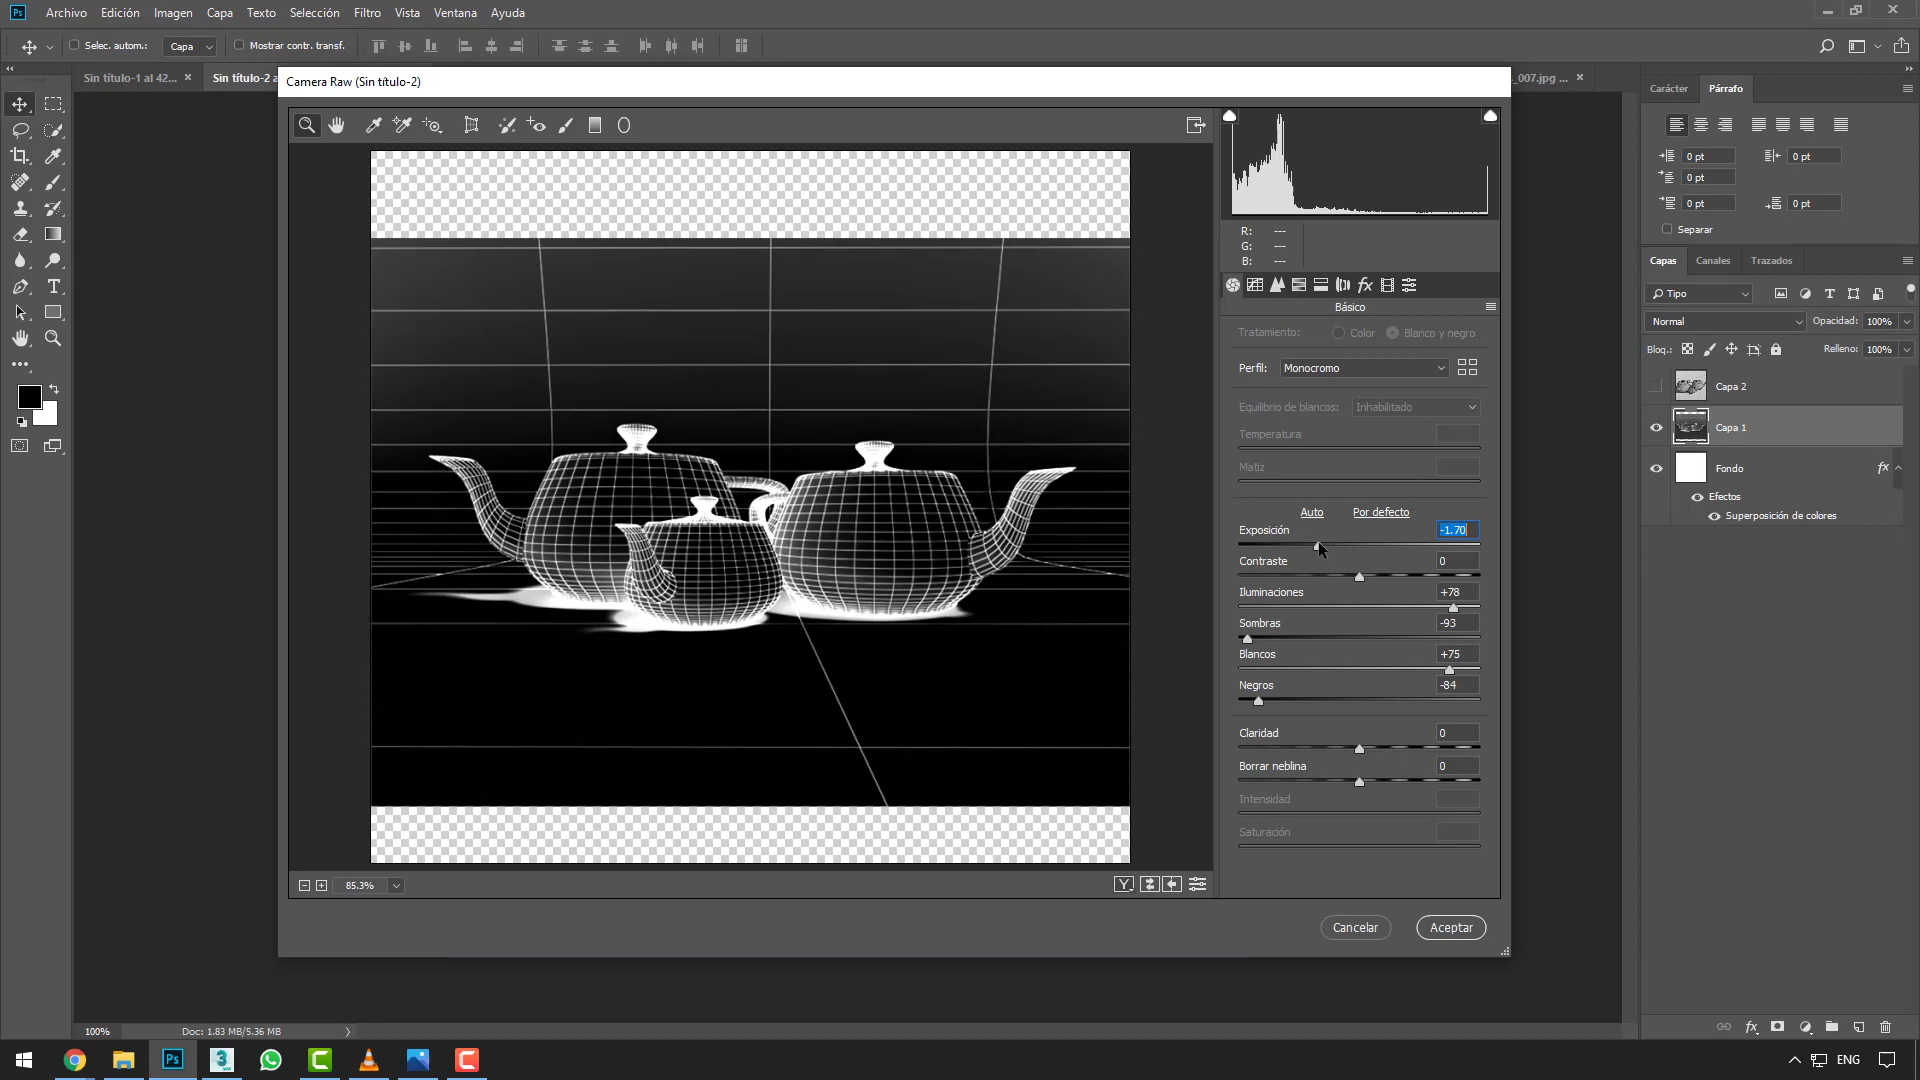 Ps Archivo Edición Imagen Capa Texto Selección Filtro Vista Ventana Ayuda
Selec. autom.: Capa Mostrar contr. transf.
Sin título-1 al 42... × Sin título-2 a _007.jpg ... ×
Camera Raw (Sin título-2)
Carácter Párrafo
0 pt 0 pt
0 pt
0 pt 0 pt
Separar
R: ---
G: ---
B: ---
Básico
Tratamiento: Color Blanco y negro
Perfil: Monocromo
Equilibrio de blancos: Inhabilitado
Temperatura
Matiz
Auto Por defecto
Exposición -1.70
Contraste 0
Iluminaciones +78
Sombras -93
Blancos +75
Negros -84
Claridad 0
Borrar neblina 0
Intensidad
Saturación
85.3%
Cancelar Aceptar
Capas Canales Trazados
Tipo
Normal Opacidad: 100%
Bloq.: Relleno: 100%
Capa 2
Capa 1
Fondo fx
Efectos
Superposición de colores
100% Doc: 1.83 MB/5.36 MB
Ps ENG